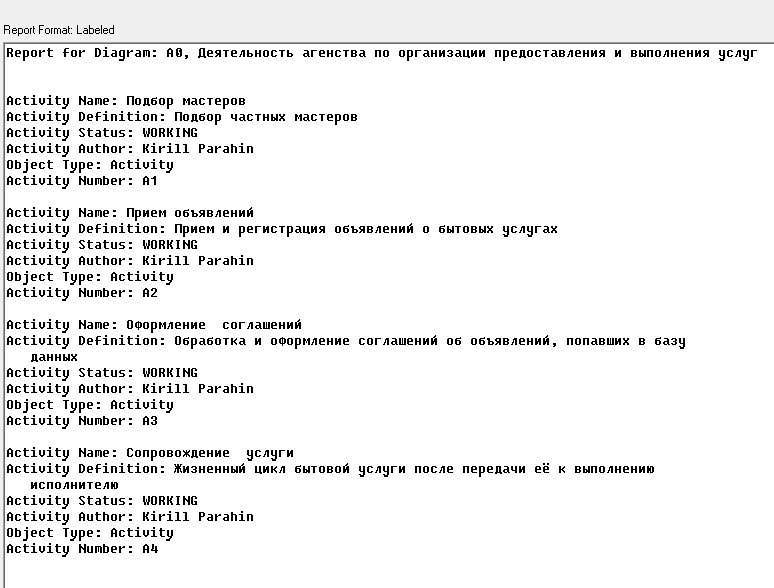 Report Format: Labeled
Report for Diagram: A0, Деятельность агенства по организации предоставления и выполнения услуг
Activity Name: Подбор мастеров
Activity Definition: Подбор частных мастеров
Activity Status: WORKING
Activity Author: Kirill Parahin
Object Type: Activity
Activity Number: A1
Activity Name: Прием объявлений
Activity Definition: Прием и регистрация объявлений о бытовых услугах
Activity Status: WORKING
Activity Author: Kirill Parahin
Object Type: Activity
Activity Number: A2
Activity Name: Оформление  соглашений
Activity Definition: Обработка и оформление соглашений об объявлений, попавших в базу
данных
Activity Status: WORKING
Activity Author: Kirill Parahin
Object Type: Activity
Activity Number: A3
Activity Name: Сопровождение  услуги
Activity Definition: Жизненный цикл бытовой услуги после передачи её к выполнению
исполнителю
Activity Status: WORKING
Activity Author: Kirill Parahin
Object Type: Activity
Activity Number: A4